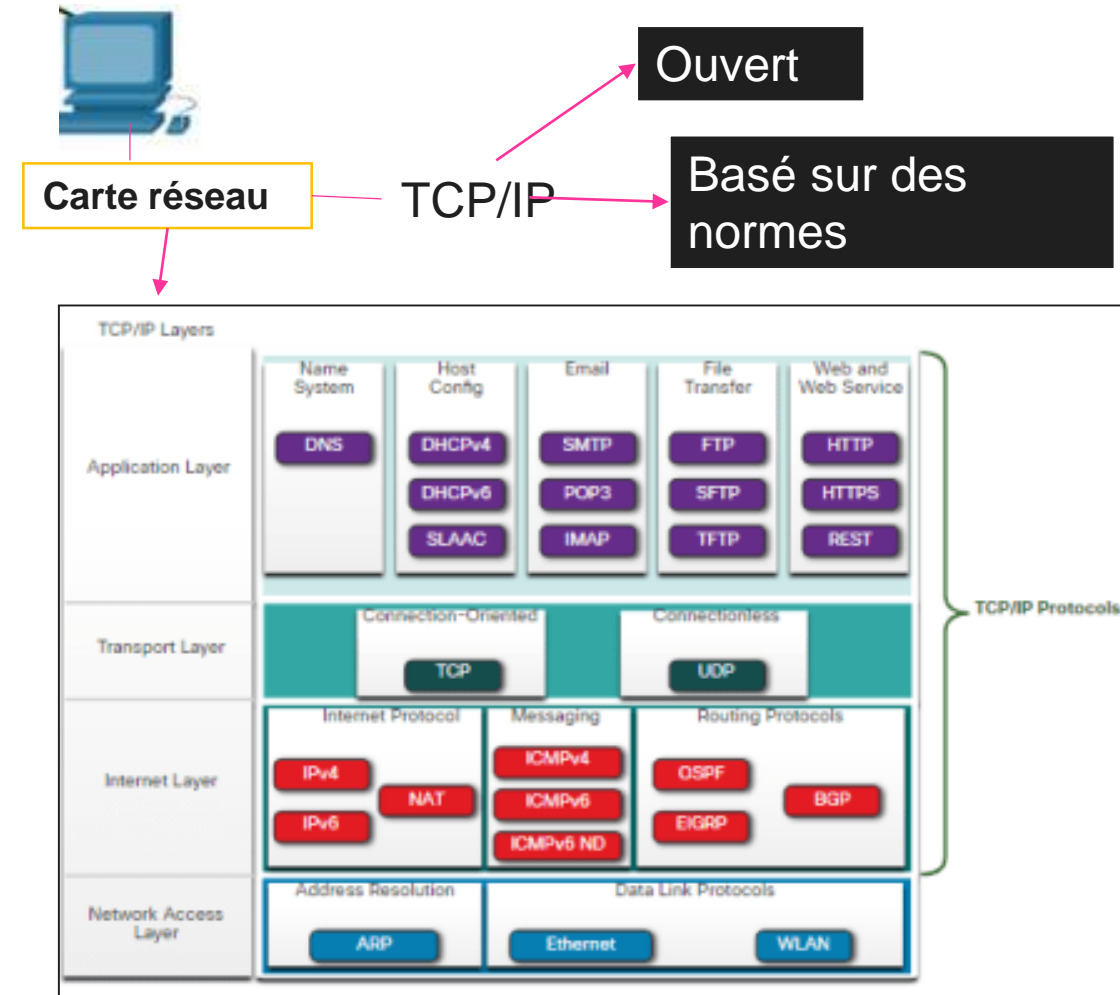 Ouvert
Carte réseau
TCP/IP
Basé sur des
normes
TCP/IP Layers
Application Layer
Name
System
DNS
Host
Config
DHCPv4
DHCPv6
SLAAC
Email
SMTP
POP3
IMAP
File
Transfer
FTP
SFTP
TFTP
Web and
Web Service
HTTP
HTTPS
REST
TCP/IP Protocols
Transport Layer
Connection-Oriented
TCP
Connectionless
UDP
Internet Layer
Internet Protocol
IPv4
NAT
IPv6
Messaging
ICMPv4
ICMPv6
ICMPv6 ND
Routing Protocols
OSPF
BGP
EIGRP
Network Access
Layer
Address Resolution
ARP
Data Link Protocols
Ethernet
WLAN